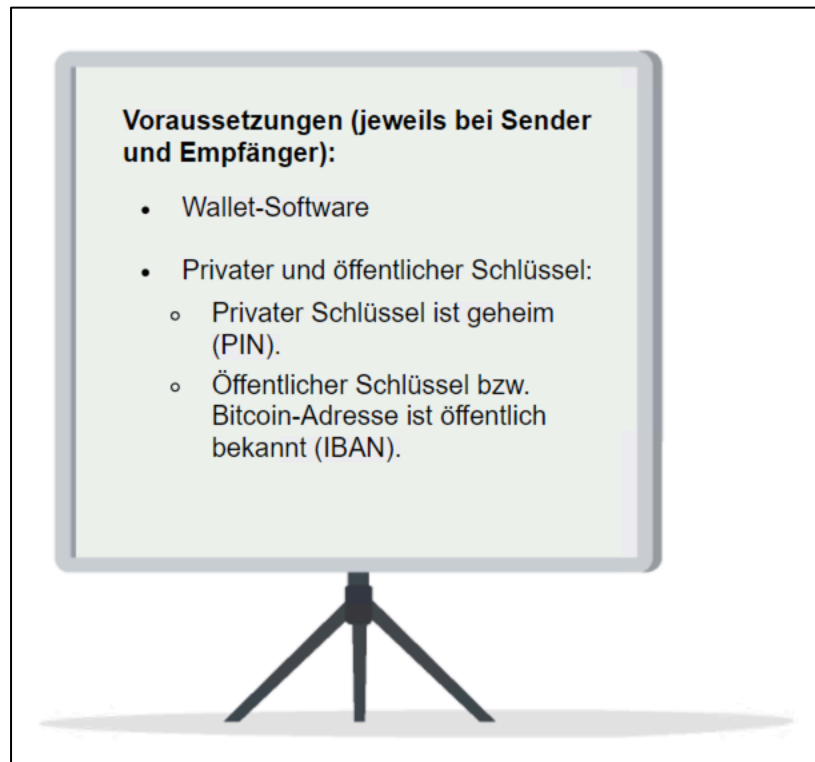 Voraussetzungen (jeweils bei Sender
und Empfänger):
• Wallet-Software
• Privater und öffentlicher Schlüssel:
◦ Privater Schlüssel ist geheim
(PIN).
◦ Öffentlicher Schlüssel bzw.
Bitcoin-Adresse ist öffentlich
bekannt (IBAN).